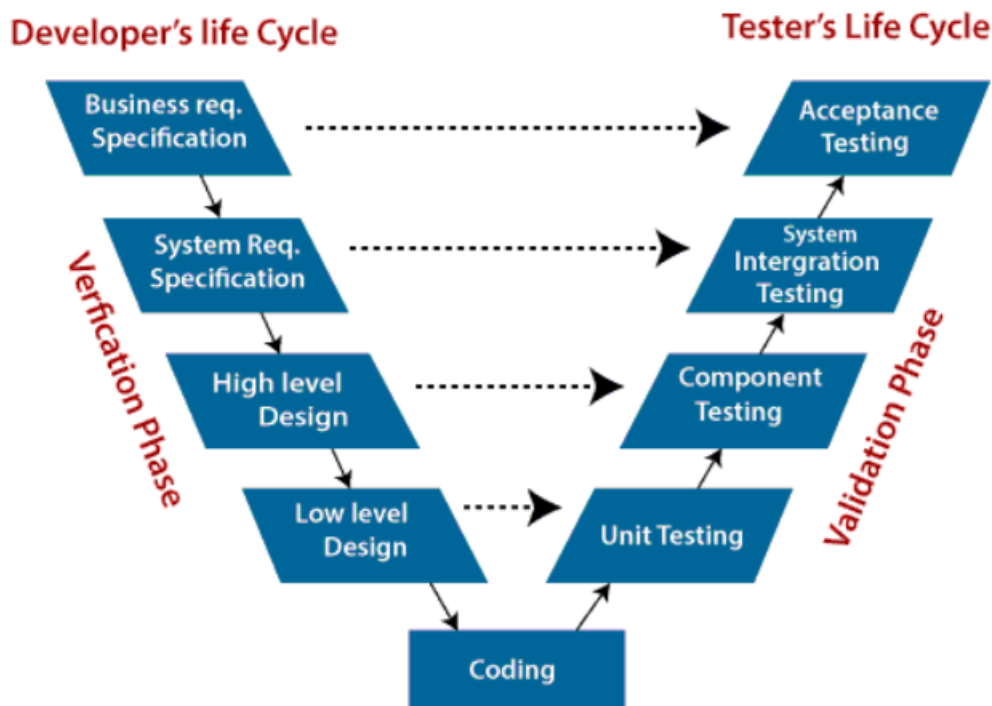 Developer's life Cycle
Tester's Life Cycle
Business req.
Specification
Acceptance
Testing
System Req.
Specification
System
Intergration
Testing
Verfication Phase
High level
Design
Component
Testing
Validation Phase
Low level
Design
Unit Testing
Coding